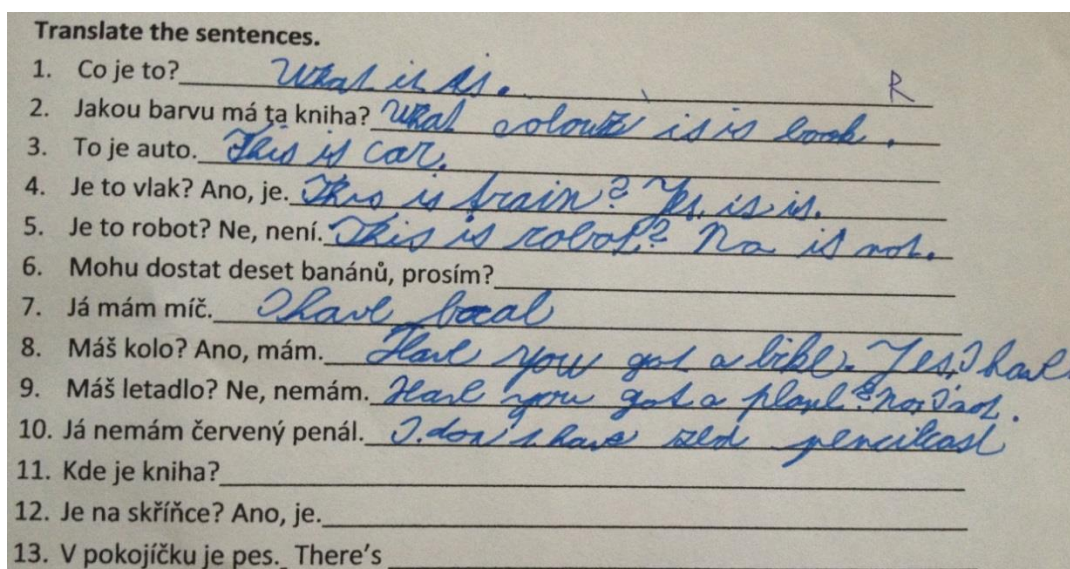 Translate the sentences.
R
1. Co je to? What is is.
2. Jakou barvu má ta kniha? What colour is is book.
3. To je auto. This is car.
4. Je to vlak? Ano, je. This is train? Yes, is is.
5. Je to robot? Ne, není. This is robot? No is not.
6. Mohu dostat deset banánů, prosím?
7. Já mám míč. I have
8. Máš kolo? Ano, mám. Have you got a bike. Yes, I have
9. Máš letadlo? Ne, nemám. Have you got a plane? No, I not.
10. Já nemám červený penál. I don't have red
11. Kde je kniha?
12. Je na skříňce? Ano, je.
13. V pokojíčku je pes. There's